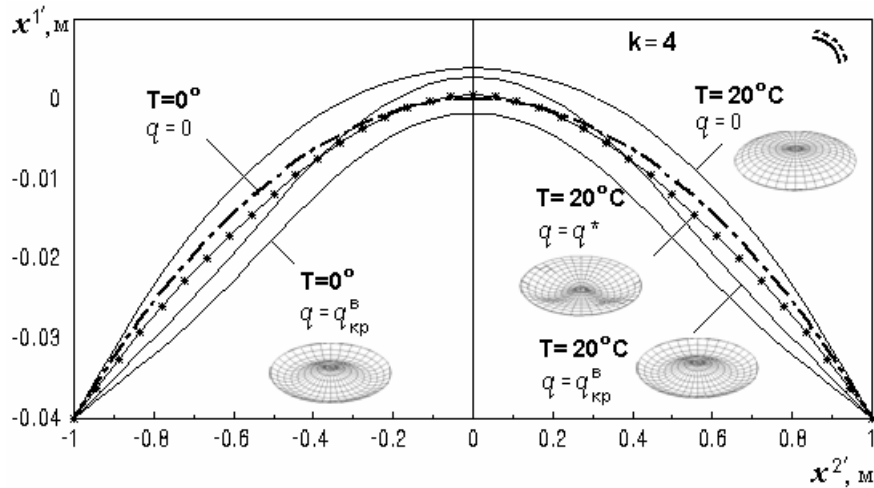 x1′, м
k = 4
T=0°
q = 0
T= 20°C
q = 0
T= 20°C
q = q*
T=0°
q = qвкр
T= 20°C
q = qвкр
0
-0.01
-0.02
-0.03
-0.04
-1 -0.8 -0.6 -0.4 -0.2 0 0.2 0.4 0.6 0.8 1
x2′, м